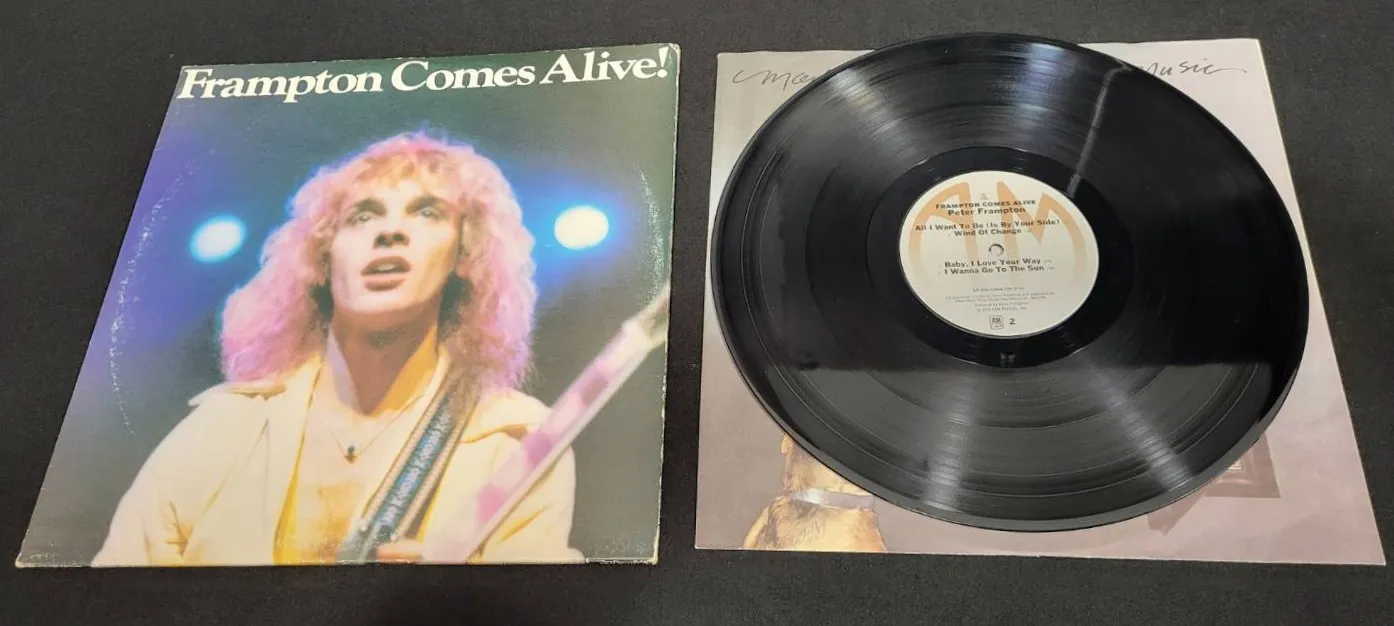 Frampton Comes Alive!
Music
FRAMPTON COMES ALIVE
Peter Frampton
All I Want To Be (Is By Your Side)
Wind Of Change
Baby, I Love Your Way
I Wanna Go To The Sun
A&M
2